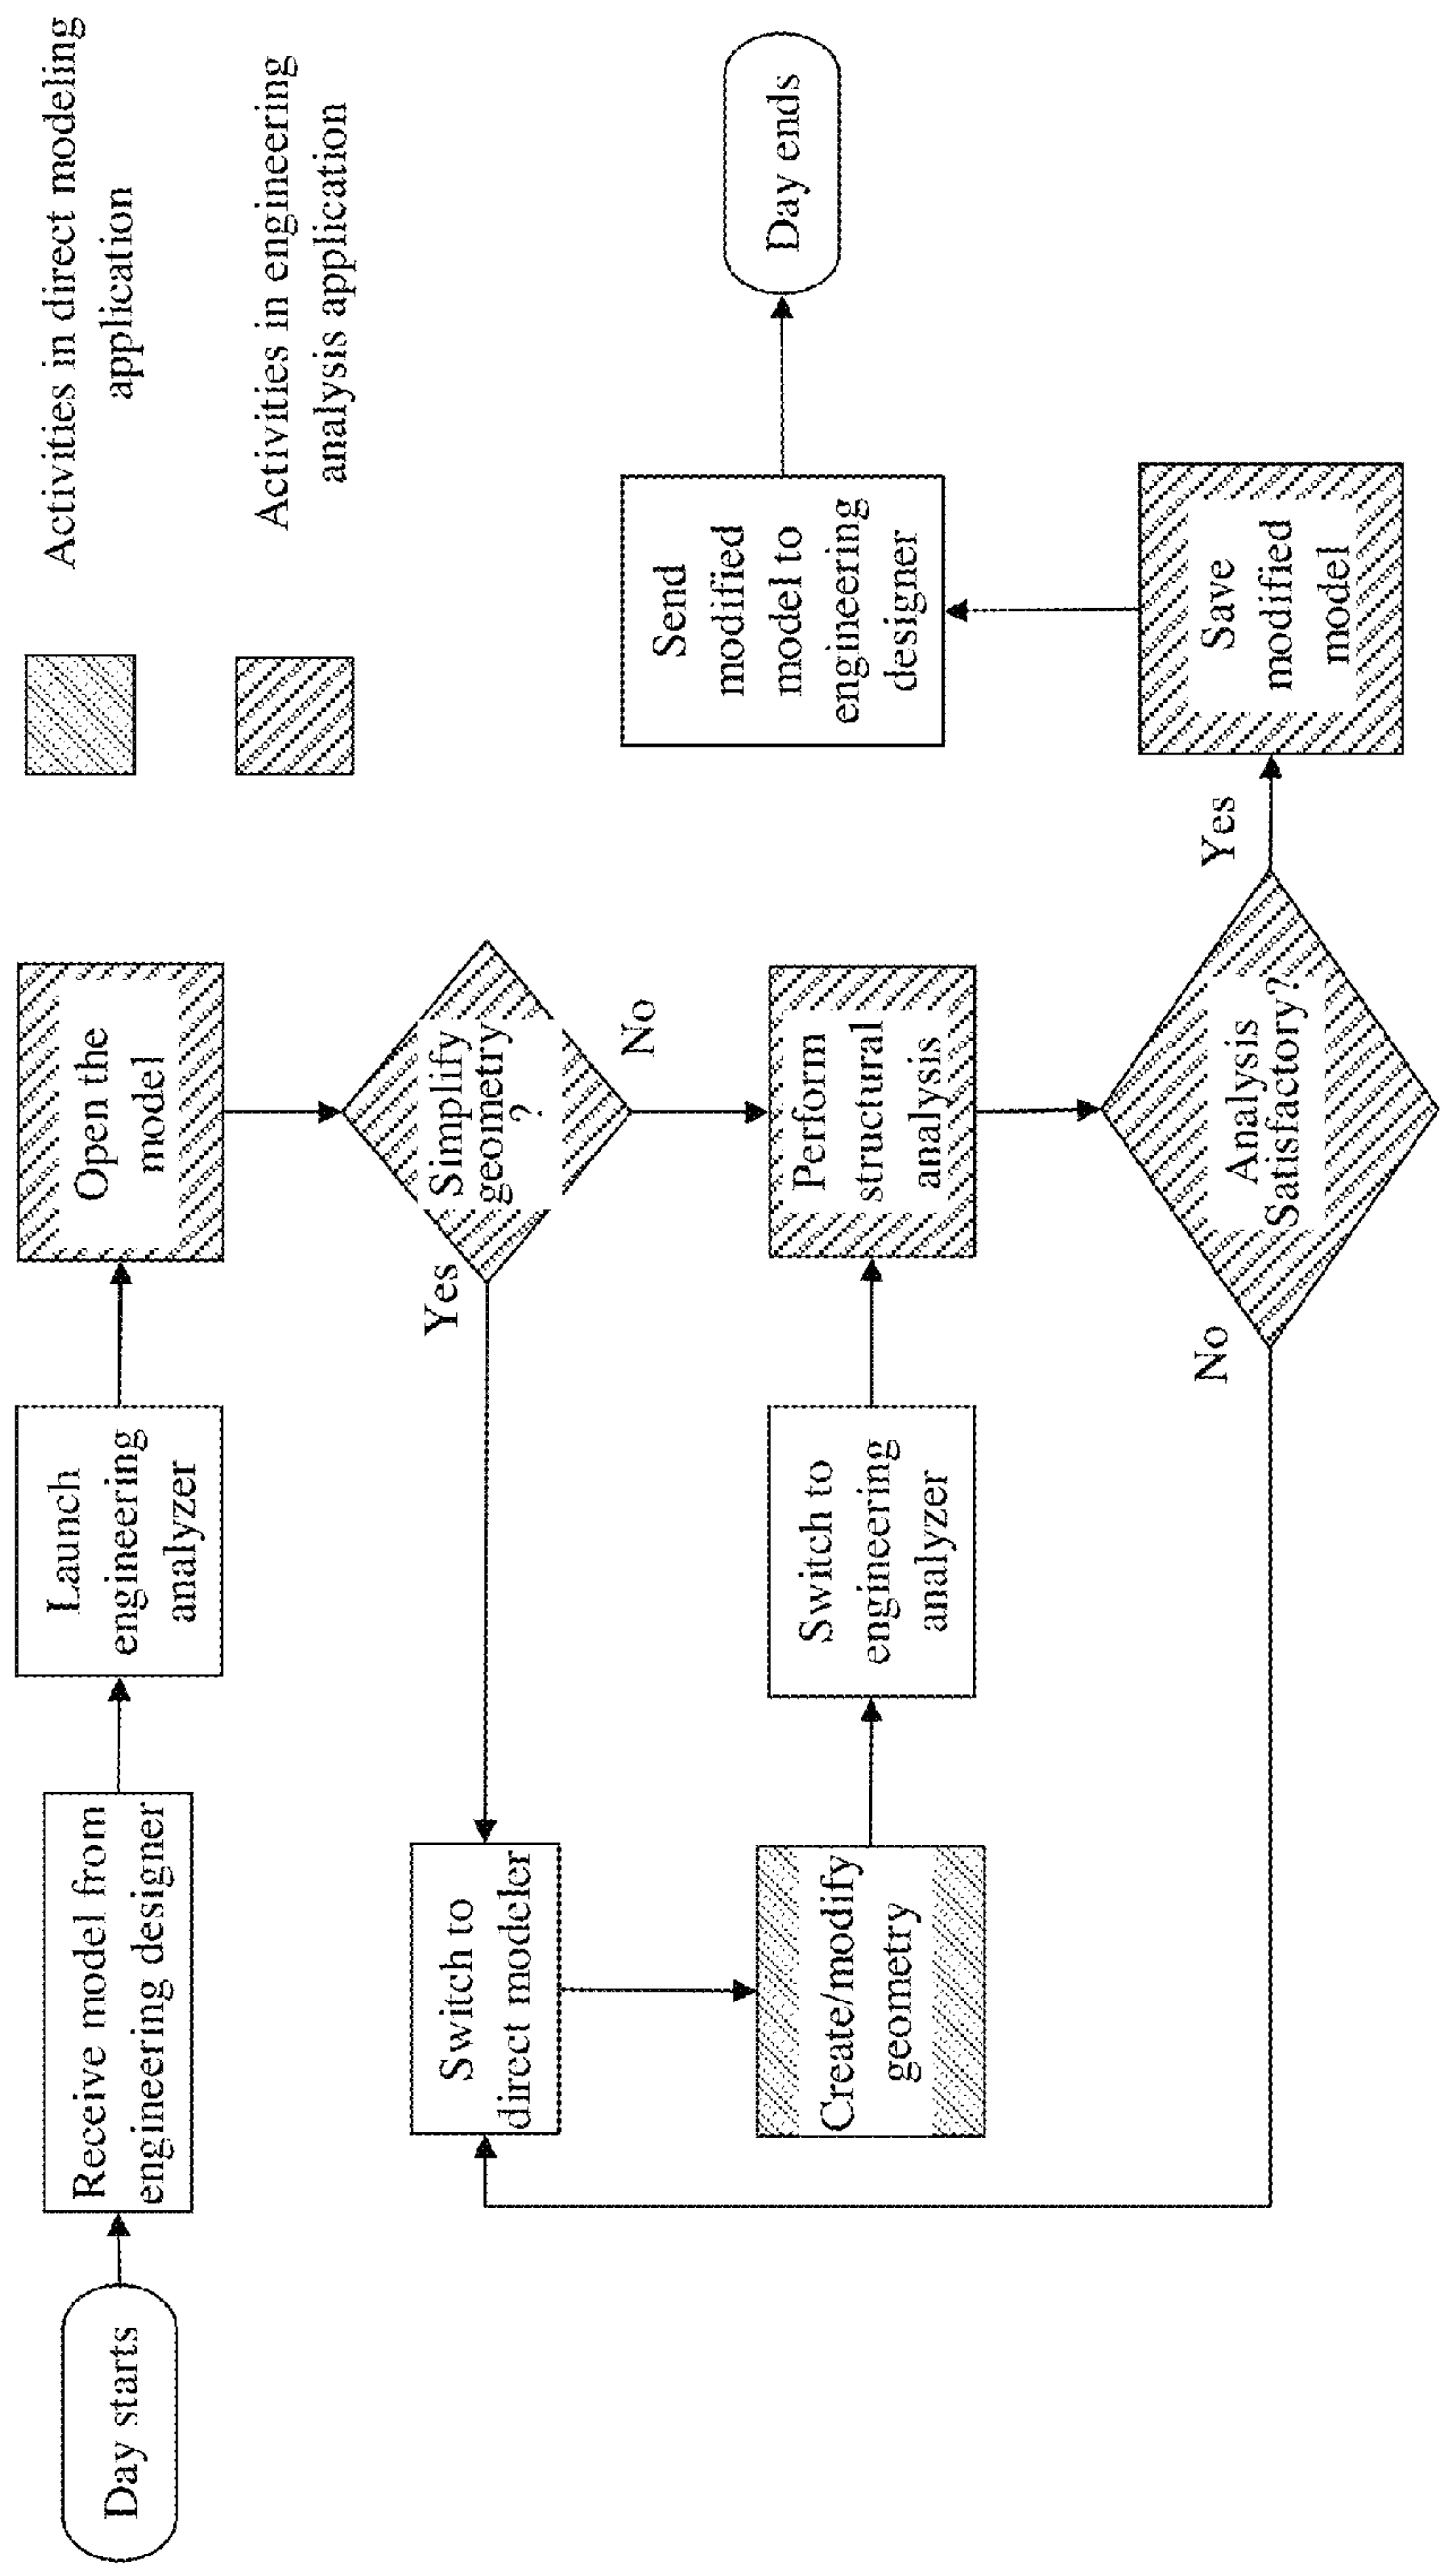 Day starts
Receive model from
engineering designer
Launch
engineering
analyzer
Open the
model
Activities in direct modeling
application
Activities in engineering
analysis application
Switch to
direct modeler
Yes
Simplify
geometry
?
No
Create/modify
geometry
Switch to
engineering
analyzer
Perform
structural
analysis
Send
modified
model to
engineering
designer
Day ends
No
Analysis
Satisfactory?
Yes
Save
modified
model